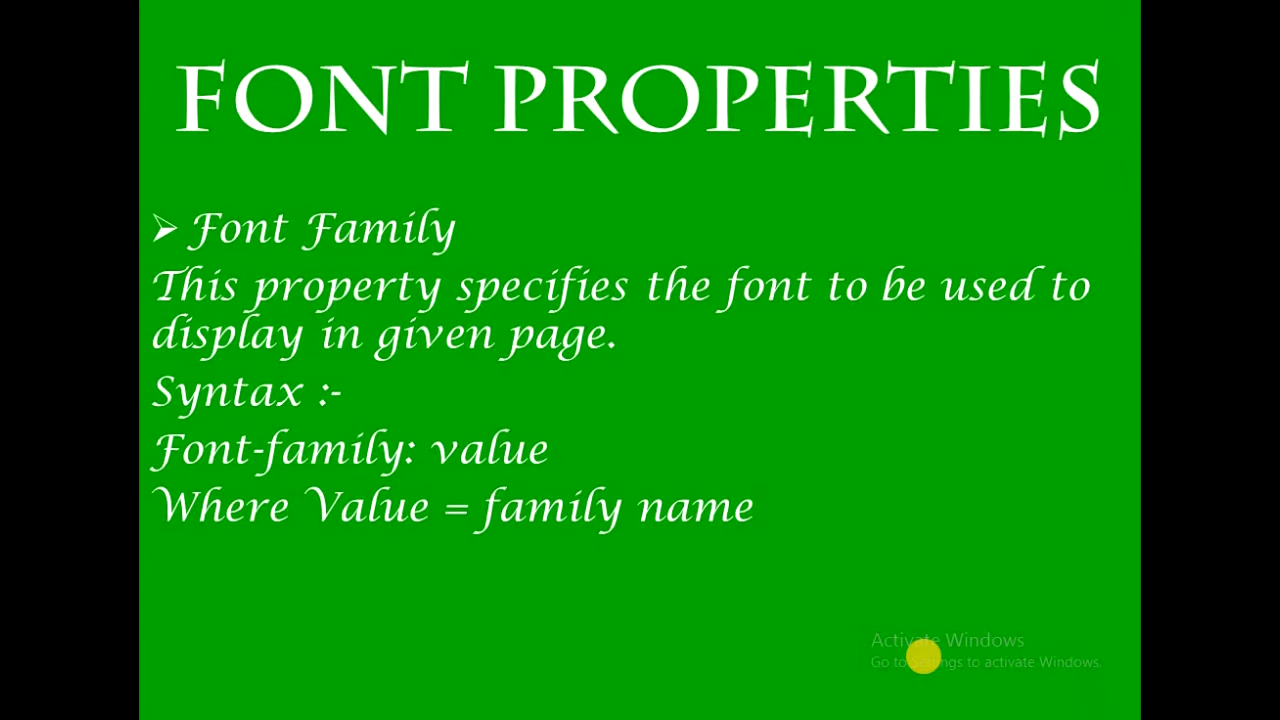 FONT PROPERTIES
➢ Font Family
This property specifies the font to be used to
display in given page.
Syntax :-
Font-family: value
Where Value = family name
Activate Windows
Go to Settings to activate Windows.